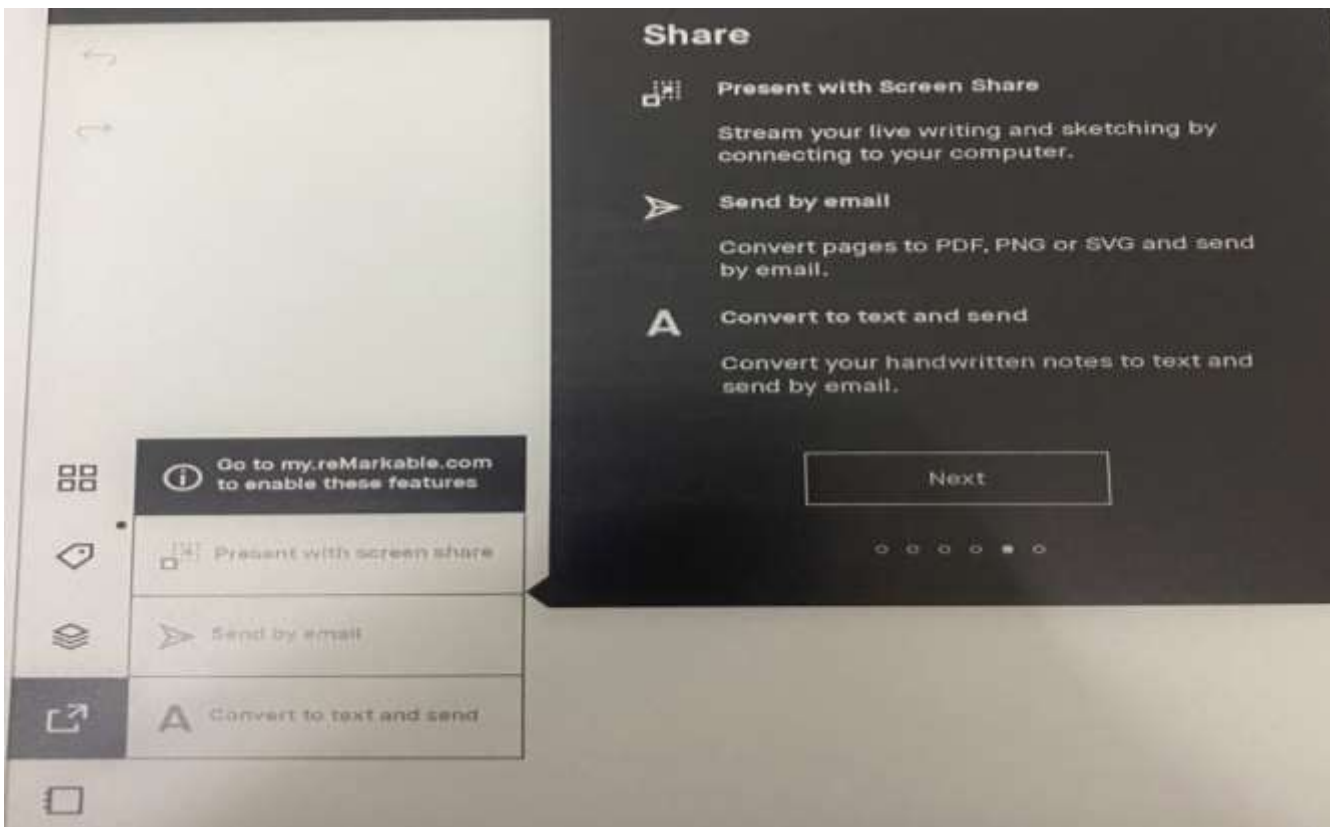 Share
Present with Screen Share
Stream your live writing and sketching by
connecting to your computer.
Send by email
Convert pages to PDF, PNG or SVG and send
by email.
A Convert to text and send
Convert your handwritten notes to text and
send by email.
Next
Go to my.reMarkable.com
to enable these features
Present with screen share
Send by email
A Convert to text and send